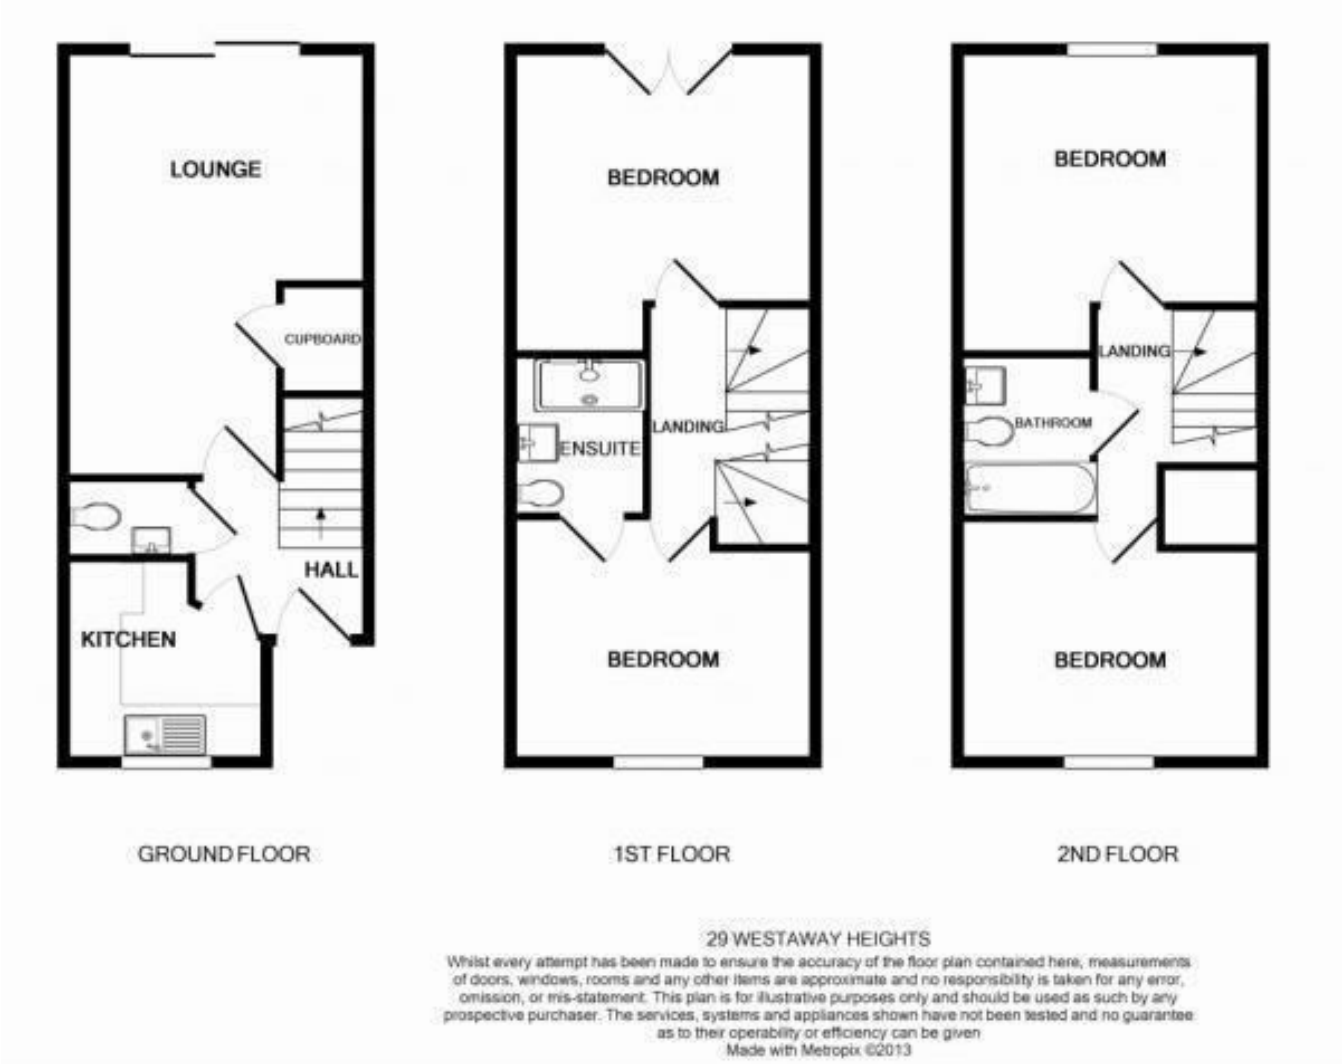 LOUNGE
CUPBOARD
HALL
KITCHEN
GROUND FLOOR
BEDROOM
ENSUITE
LANDING
BEDROOM
1ST FLOOR
BEDROOM
LANDING
BATHROOM
BEDROOM
2ND FLOOR
29 WESTAWAY HEIGHTS
Whilst every attempt has been made to ensure the accuracy of the floor plan contained here, measurements
of doors, windows, rooms and any other items are approximate and no responsibility is taken for any error,
omission, or mis-statement. This plan is for illustrative purposes only and should be used as such by any
prospective purchaser. The services, systems and appliances shown have not been tested and no guarantee
as to their operability or efficiency can be given
Made with Metropix ©2013